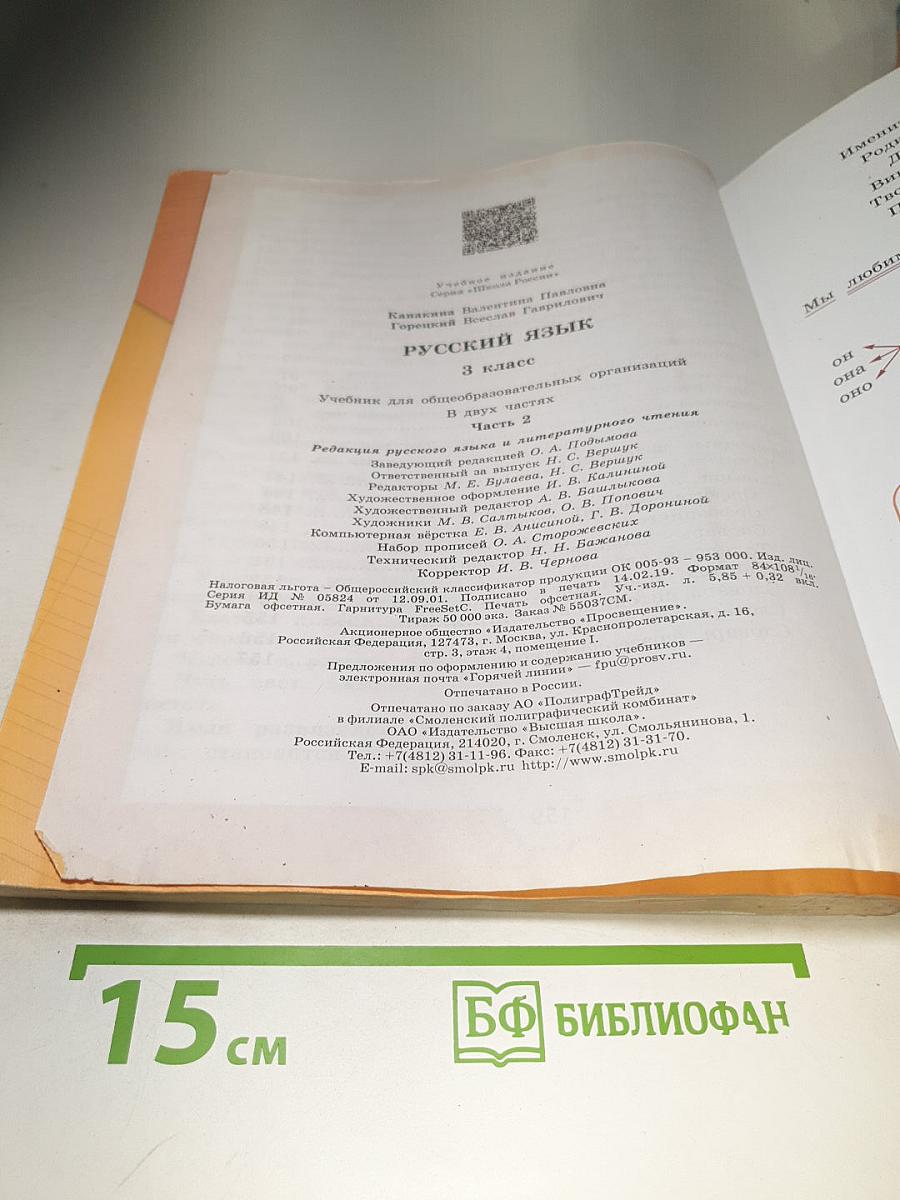 Учебное издание
Серия «Школа России»
Канакина Валентина Павловна
Горецкий Всеслав Гаврилович
РУССКИЙ ЯЗЫК
3 класс
Учебник для общеобразовательных организаций
В двух частях
Часть 2
Редакция русского языка и литературного чтения
Заведующий редакцией О. А. Подымова
Ответственный за выпуск Н. С. Вершук
Редакторы М. Е. Булаева, Н. С. Вершук
Художественное оформление И. В. Калининой
Художественный редактор А. В. Башлыкова
Художники М. В. Салтыков, О. В. Попович
Компьютерная вёрстка Е. В. Анисиной, Г. В. Дорониной
Набор прописей О. А. Сторожевских
Технический редактор Н. Н. Бажанова
Корректор И. В. Чернова
Налоговая льгота – Общероссийский классификатор продукции ОК 005-93 – 953 000. Изд. лиц.
Серия ИД № 05824 от 12.09.01. Подписано в печать 14.02.19. Формат 84×108 1/16.
Бумага офсетная. Гарнитура FreeSetC. Печать офсетная. Уч.-изд. л. 5,85 + 0,32 вкл.
Тираж 50 000 экз. Заказ № 55037СМ.
Акционерное общество «Издательство «Просвещение».
Российская Федерация, 127473, г. Москва, ул. Краснопролетарская, д. 16,
стр. 3, этаж 4, помещение I.
Предложения по оформлению и содержанию учебников —
электронная почта «Горячей линии» — fpu@prosv.ru.
Отпечатано в России.
Отпечатано по заказу АО «ПолиграфТрейд»
в филиале «Смоленский полиграфический комбинат»
ОАО «Издательство «Высшая школа».
Российская Федерация, 214020, г. Смоленск, ул. Смольянинова, 1.
Тел.: +7(4812) 31-11-96. Факс: +7(4812) 31-31-70.
E-mail: spk@smolpk.ru http://www.smolpk.ru
Мы
он
она
оно
15 см
БФ БИБЛИОФАН